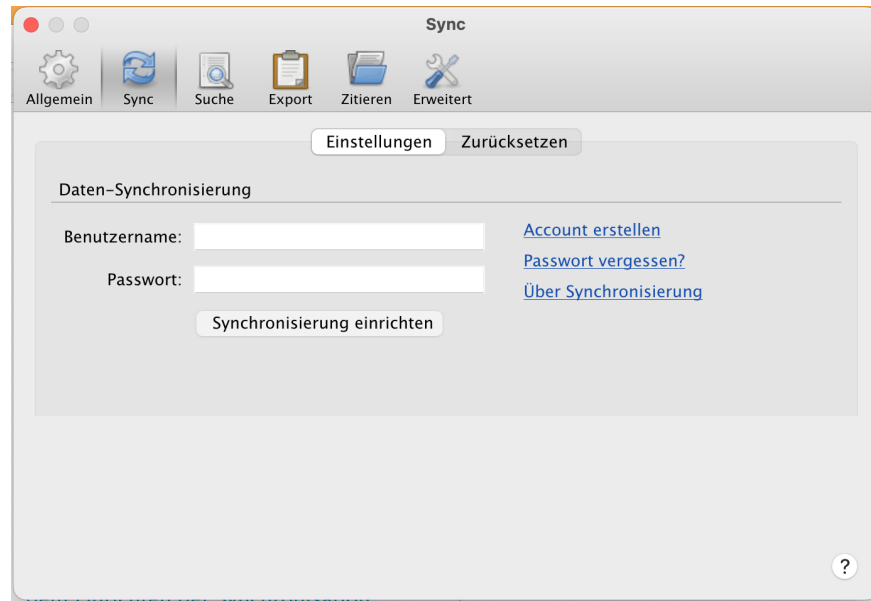 Sync
Allgemein Sync Suche Export Zitieren Erweitert
Einstellungen Zurücksetzen
Daten-Synchronisierung
Benutzername:
Account erstellen
Passwort vergessen?
Passwort:
Über Synchronisierung
Synchronisierung einrichten
?